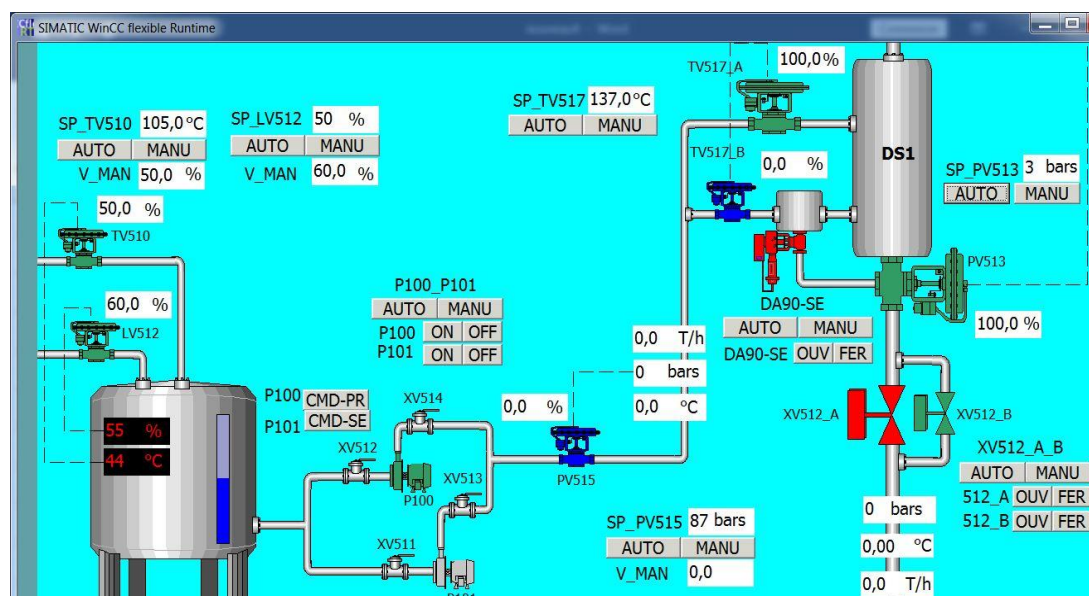 SIMATIC WinCC flexible Runtime
TV517_A
100,0 %
SP_TV510 105,0 °C
AUTO MANU
V_MAN 50,0 %
SP_LV512 50 %
AUTO MANU
V_MAN 60,0 %
SP_TV517 137,0 °C
AUTO MANU
TV517_B
0,0 %
DS1
SP_PV513 3 bars
AUTO MANU
50,0 %
TV510
60,0 %
LV512
P100_P101
AUTO MANU
P100 ON OFF
P101 ON OFF
PV513
100,0 %
DA90-SE
AUTO MANU
DA90-SE OUV FER
0,0 T/h
0 bars
0,0 °C
P100 CMD-PR
P101 CMD-SE
55 %
44 °C
XV514
XV512
P100
XV513
XV511
0,0 %
PV515
XV512_A
XV512_B
XV512_A_B
AUTO MANU
512_A OUV FER
512_B OUV FER
SP_PV515 87 bars
AUTO MANU
V_MAN 0,0
0 bars
0,00 °C
0,0 T/h